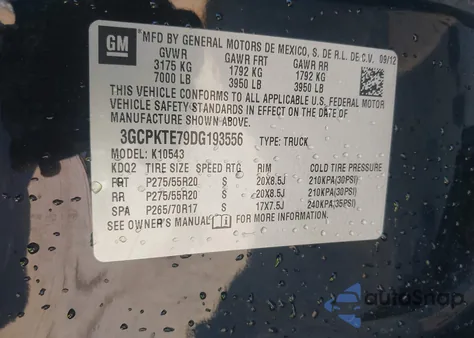 GM MFD BY GENERAL MOTORS DE MEXICO, S. DE R.L. DE C.V. 09/12
GVWR GAWR FRT GAWR RR
3175 KG 1792 KG 1792 KG
7000 LB 3950 LB 3950 LB
THIS VEHICLE CONFORMS TO ALL APPLICABLE U.S. FEDERAL MOTOR
VEHICLE SAFETY STANDARDS IN EFFECT ON THE DATE OF
MANUFACTURE SHOWN ABOVE.
3GCPKTE79DG193556 TYPE: TRUCK
MODEL: K10543
KDQ2 TIRE SIZE SPEED RTG RIM COLD TIRE PRESSURE
FRT P275/55R20 S 20X8.5J 210KPA(30PSI)
RR P275/55R20 S 20X8.5J 210KPA(30PSI)
SPA P265/70R17 S 17X7.5J 240KPA(35PSI)
SEE OWNER'S MANUAL FOR MORE INFORMATION.
autoSnap